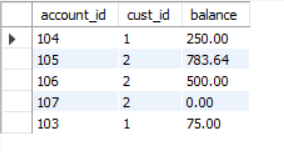 account_id cust_id balance
104 1 250.00
105 2 783.64
106 2 500.00
107 2 0.00
103 1 75.00